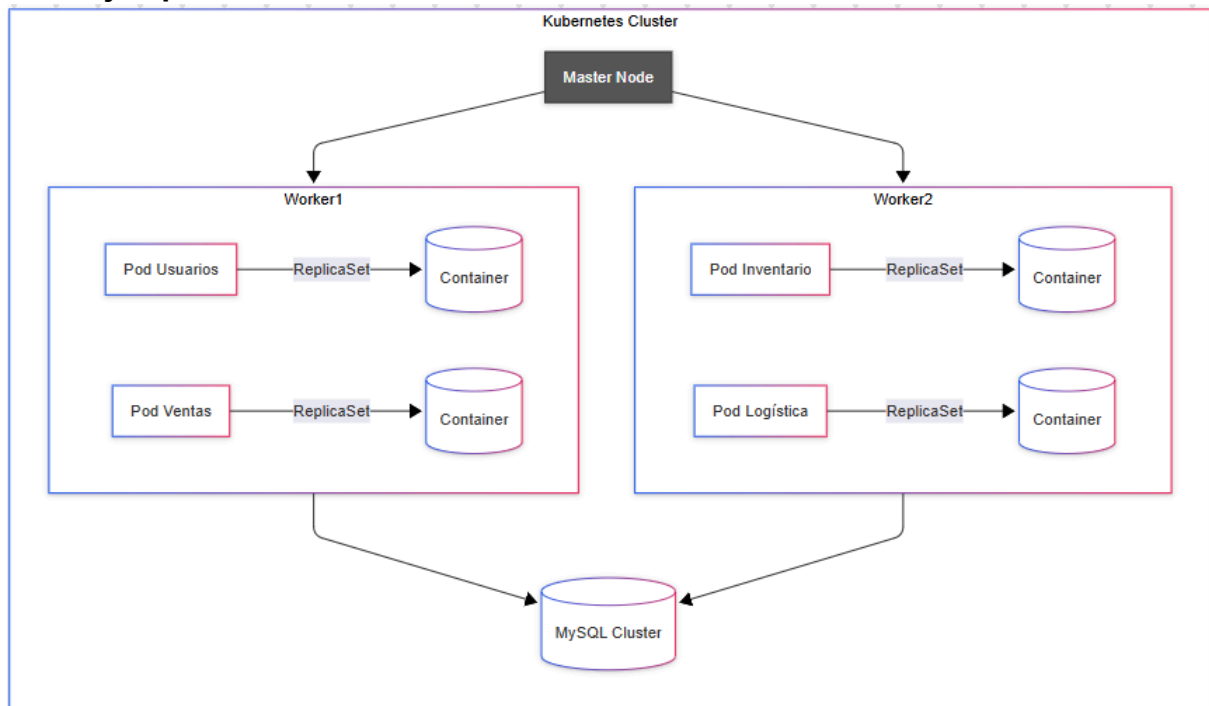 Kubernetes Cluster
Master Node
Worker1
Worker2
Pod Usuarios
ReplicaSet
Container
Pod Inventario
ReplicaSet
Container
Pod Ventas
ReplicaSet
Container
Pod Logística
ReplicaSet
Container
MySQL Cluster